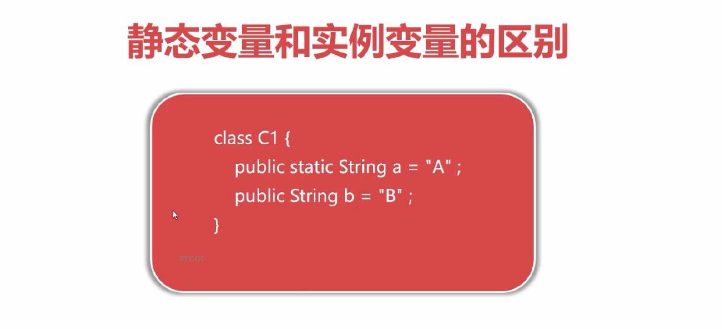 静态变量和实例变量的区别
class C1 {
public static String a = "A" ;
public String b = "B" ;
}